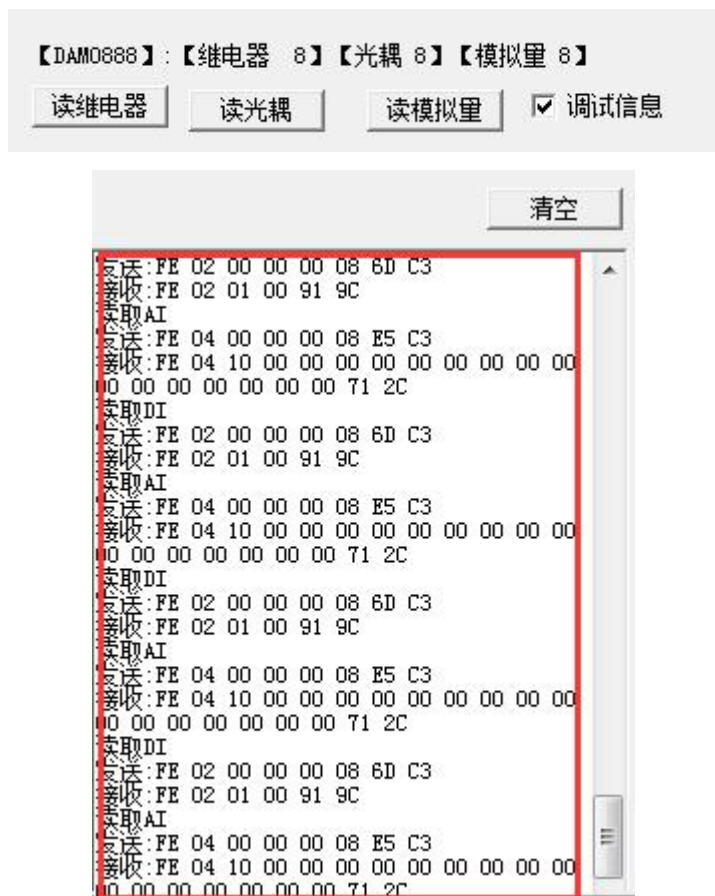 【DAM0888】:【继电器 8】【光耦 8】【模拟量 8】
读继电器 读光耦 读模拟量 调试信息
清空
发送:FE 02 00 00 00 08 6D C3
接收:FE 02 01 00 91 9C
读取AI
发送:FE 04 00 00 00 08 E5 C3
接收:FE 04 10 00 00 00 00 00 00 00 00 00
00 00 00 00 00 00 00 71 2C
读取DI
发送:FE 02 00 00 00 08 6D C3
接收:FE 02 01 00 91 9C
读取AI
发送:FE 04 00 00 00 08 E5 C3
接收:FE 04 10 00 00 00 00 00 00 00 00 00
00 00 00 00 00 00 00 71 2C
读取DI
发送:FE 02 00 00 00 08 6D C3
接收:FE 02 01 00 91 9C
读取AI
发送:FE 04 00 00 00 08 E5 C3
接收:FE 04 10 00 00 00 00 00 00 00 00 00
00 00 00 00 00 00 00 71 2C
读取DI
发送:FE 02 00 00 00 08 6D C3
接收:FE 02 01 00 91 9C
读取AI
发送:FE 04 00 00 00 08 E5 C3
接收:FE 04 10 00 00 00 00 00 00 00 00 00
00 00 00 00 00 00 00 71 2C